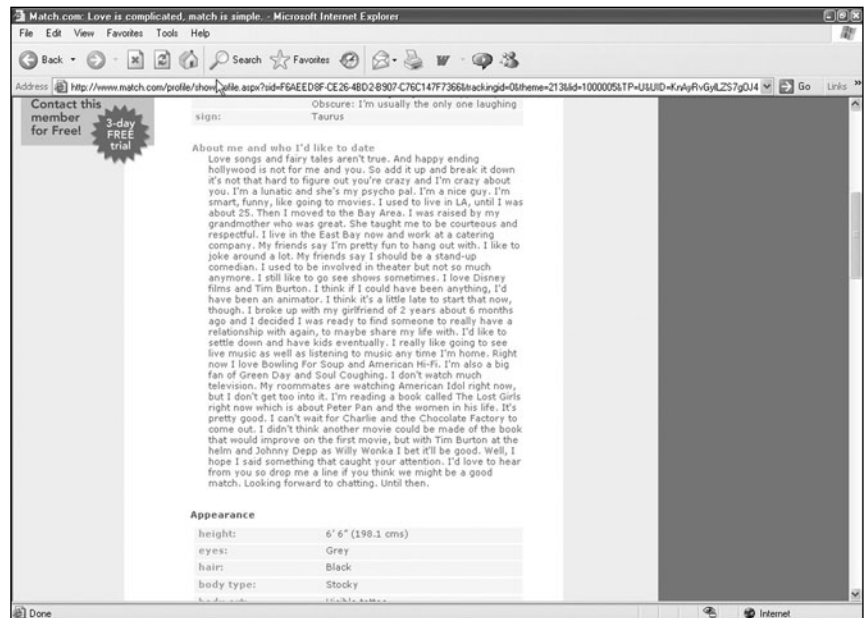 Match.com: Love is complicated, match is simple. - Microsoft Internet Explorer
File Edit View Favorites Tools Help
Back Search Favorites
Address http://www.match.com/profile/showprofile.aspx?sid=F6AEED8F-CE26-4BD2-B907-C76C147F7366&trackingid=0&theme=213&lid=1000005&TP=U&UID= Go Links »
Contact this
member
for Free!
3-day
FREE
trial
Obscure: I'm usually the only one laughing
sign: Taurus
About me and who I'd like to date
Love songs and fairy tales aren't true. And happy ending
hollywood is not for me and you. So add it up and break it down
it's not that hard to figure out you're crazy and I'm crazy about
you. I'm a lunatic and she's my psycho pal. I'm a nice guy. I'm
smart, funny, like going to movies. I used to live in LA, until I was
about 25. Then I moved to the Bay Area. I was raised by my
grandmother who was great. She taught me to be courteous and
respectful. I live in the East Bay now and work at a catering
company. My friends say I'm pretty fun to hang out with. I like to
joke around a lot. My friends say I should be a stand-up
comedian. I used to be involved in theater but not so much
anymore. I still like to go see shows sometimes. I love Disney
films and Tim Burton. I think if I could have been anything, I'd
have been an animator. I think it's a little late to start that now,
though. I broke up with my girlfriend of 2 years about 6 months
ago and I decided I was ready to find someone to really have a
relationship with again, to maybe share my life with. I'd like to
settle down and have kids eventually. I really like going to see
live music as well as listening to music any time I'm home. Right
now I love Bowling For Soup and American Hi-Fi. I'm also a big
fan of Green Day and Soul Coughing. I don't watch much
television. My roommates are watching American Idol right now,
but I don't get too into it. I'm reading a book called The Lost Girls
right now which is about Peter Pan and the women in his life. It's
pretty good. I can't wait for Charlie and the Chocolate Factory to
come out. I didn't think another movie could be made of the book
that would improve on the first movie, but with Tim Burton at the
helm and Johnny Depp as Willy Wonka I bet it'll be good. Well, I
hope I said something that caught your attention. I'd love to hear
from you so drop me a line if you think we might be a good
match. Looking forward to chatting. Until then.
Appearance
height: 6' 6" (198.1 cms)
eyes: Grey
hair: Black
body type: Stocky
Done Internet